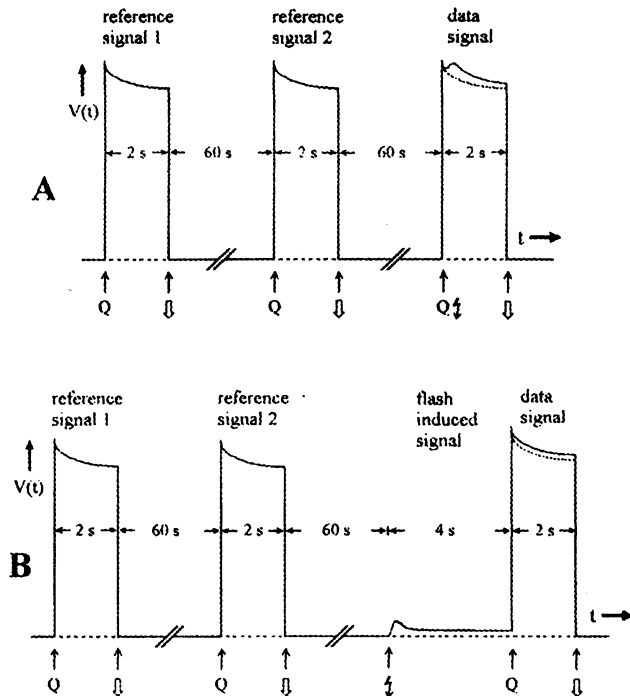 reference
signal 1
reference
signal 2
data
signal
V(t)
2 s
60 s
2 s
60 s
2 s
A
t
Q
Q
Q
reference
signal 1
reference
signal 2
flash
induced
signal
data
signal
V(t)
2 s
60 s
2 s
60 s
4 s
2 s
B
t
Q
Q
Q